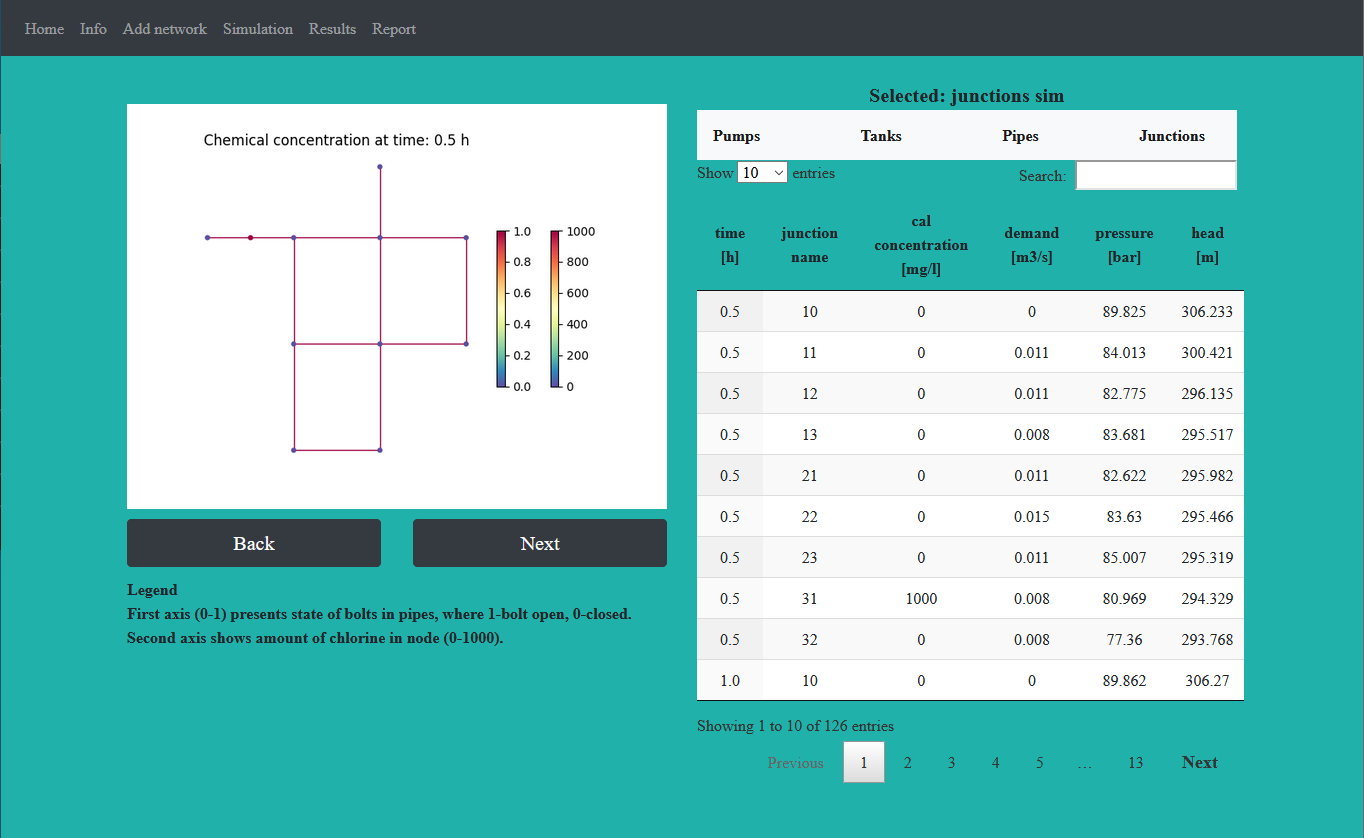 Home Info Add network Simulation Results Report
Chemical concentration at time: 0.5 h
1.0 1000
0.8 800
0.6 600
0.4 400
0.2 200
0.0 0
Back Next
Legend
First axis (0-1) presents state of bolts in pipes, where 1-bolt open, 0-closed.
Second axis shows amount of chlorine in node (0-1000).
Selected: junctions sim
Pumps Tanks Pipes Junctions
Show 10 entries Search:
time [h] junction name cal concentration [mg/l] demand [m3/s] pressure [bar] head [m]
0.5 10 0 0 89.825 306.233
0.5 11 0 0.011 84.013 300.421
0.5 12 0 0.011 82.775 296.135
0.5 13 0 0.008 83.681 295.517
0.5 21 0 0.011 82.622 295.982
0.5 22 0 0.015 83.63 295.466
0.5 23 0 0.011 85.007 295.319
0.5 31 1000 0.008 80.969 294.329
0.5 32 0 0.008 77.36 293.768
1.0 10 0 0 89.862 306.27
Showing 1 to 10 of 126 entries
Previous 1 2 3 4 5 … 13 Next